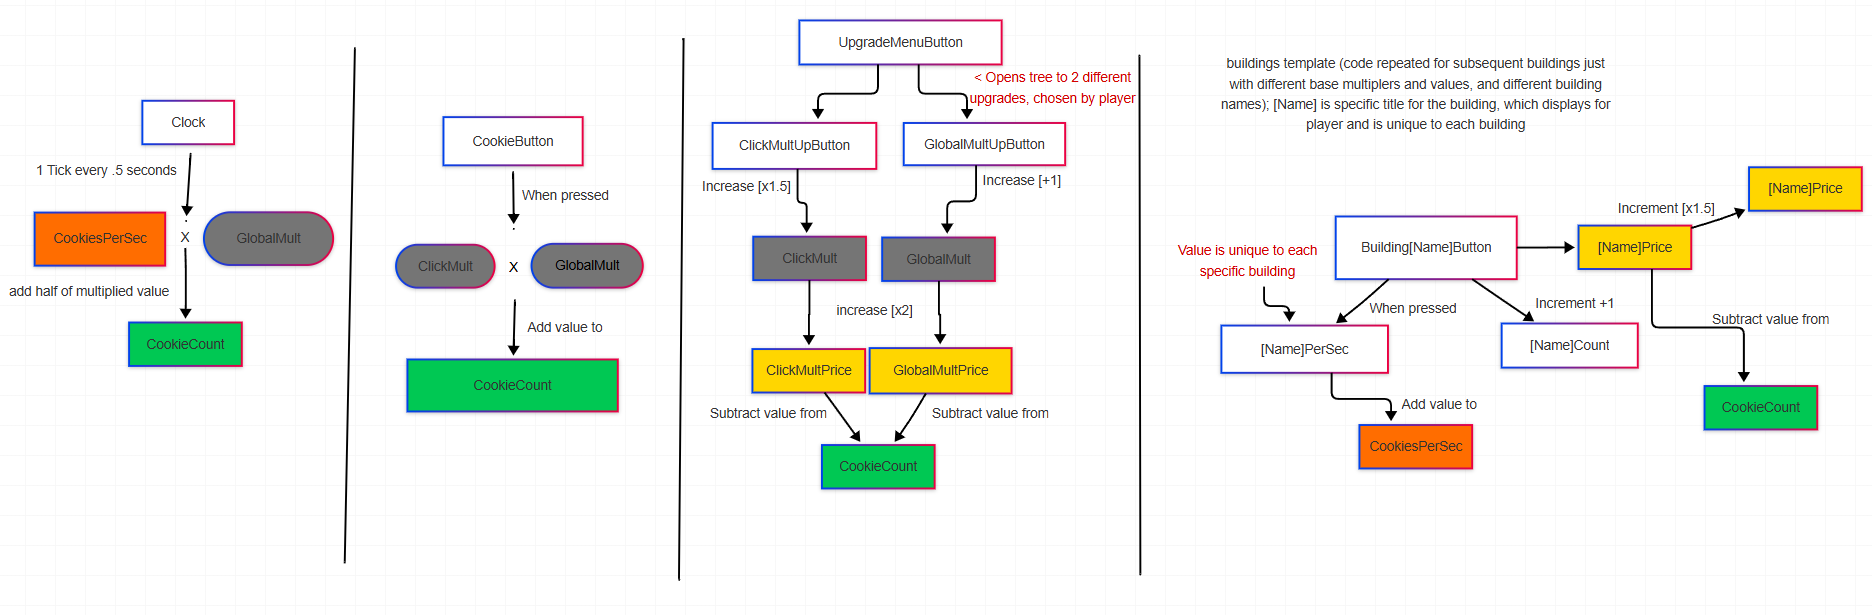 Clock
1 Tick every .5 seconds
CookiesPerSec
X
GlobalMult
add half of multiplied value
CookieCount
CookieButton
When pressed
ClickMult
X
GlobalMult
Add value to
CookieCount
UpgradeMenuButton
< Opens tree to 2 different
upgrades, chosen by player
ClickMultUpButton
GlobalMultUpButton
Increase [x1.5]
Increase [+1]
ClickMult
GlobalMult
increase [x2]
ClickMultPrice
GlobalMultPrice
Subtract value from
Subtract value from
CookieCount
buildings template (code repeated for subsequent buildings just
with different base multiplers and values, and different building
names); [Name] is specific title for the building, which displays for
player and is unique to each building
[Name]Price
Increment [x1.5]
Building[Name]Button
[Name]Price
Value is unique to each
specific building
When pressed
Increment +1
Subtract value from
[Name]PerSec
[Name]Count
Add value to
CookieCount
CookiesPerSec